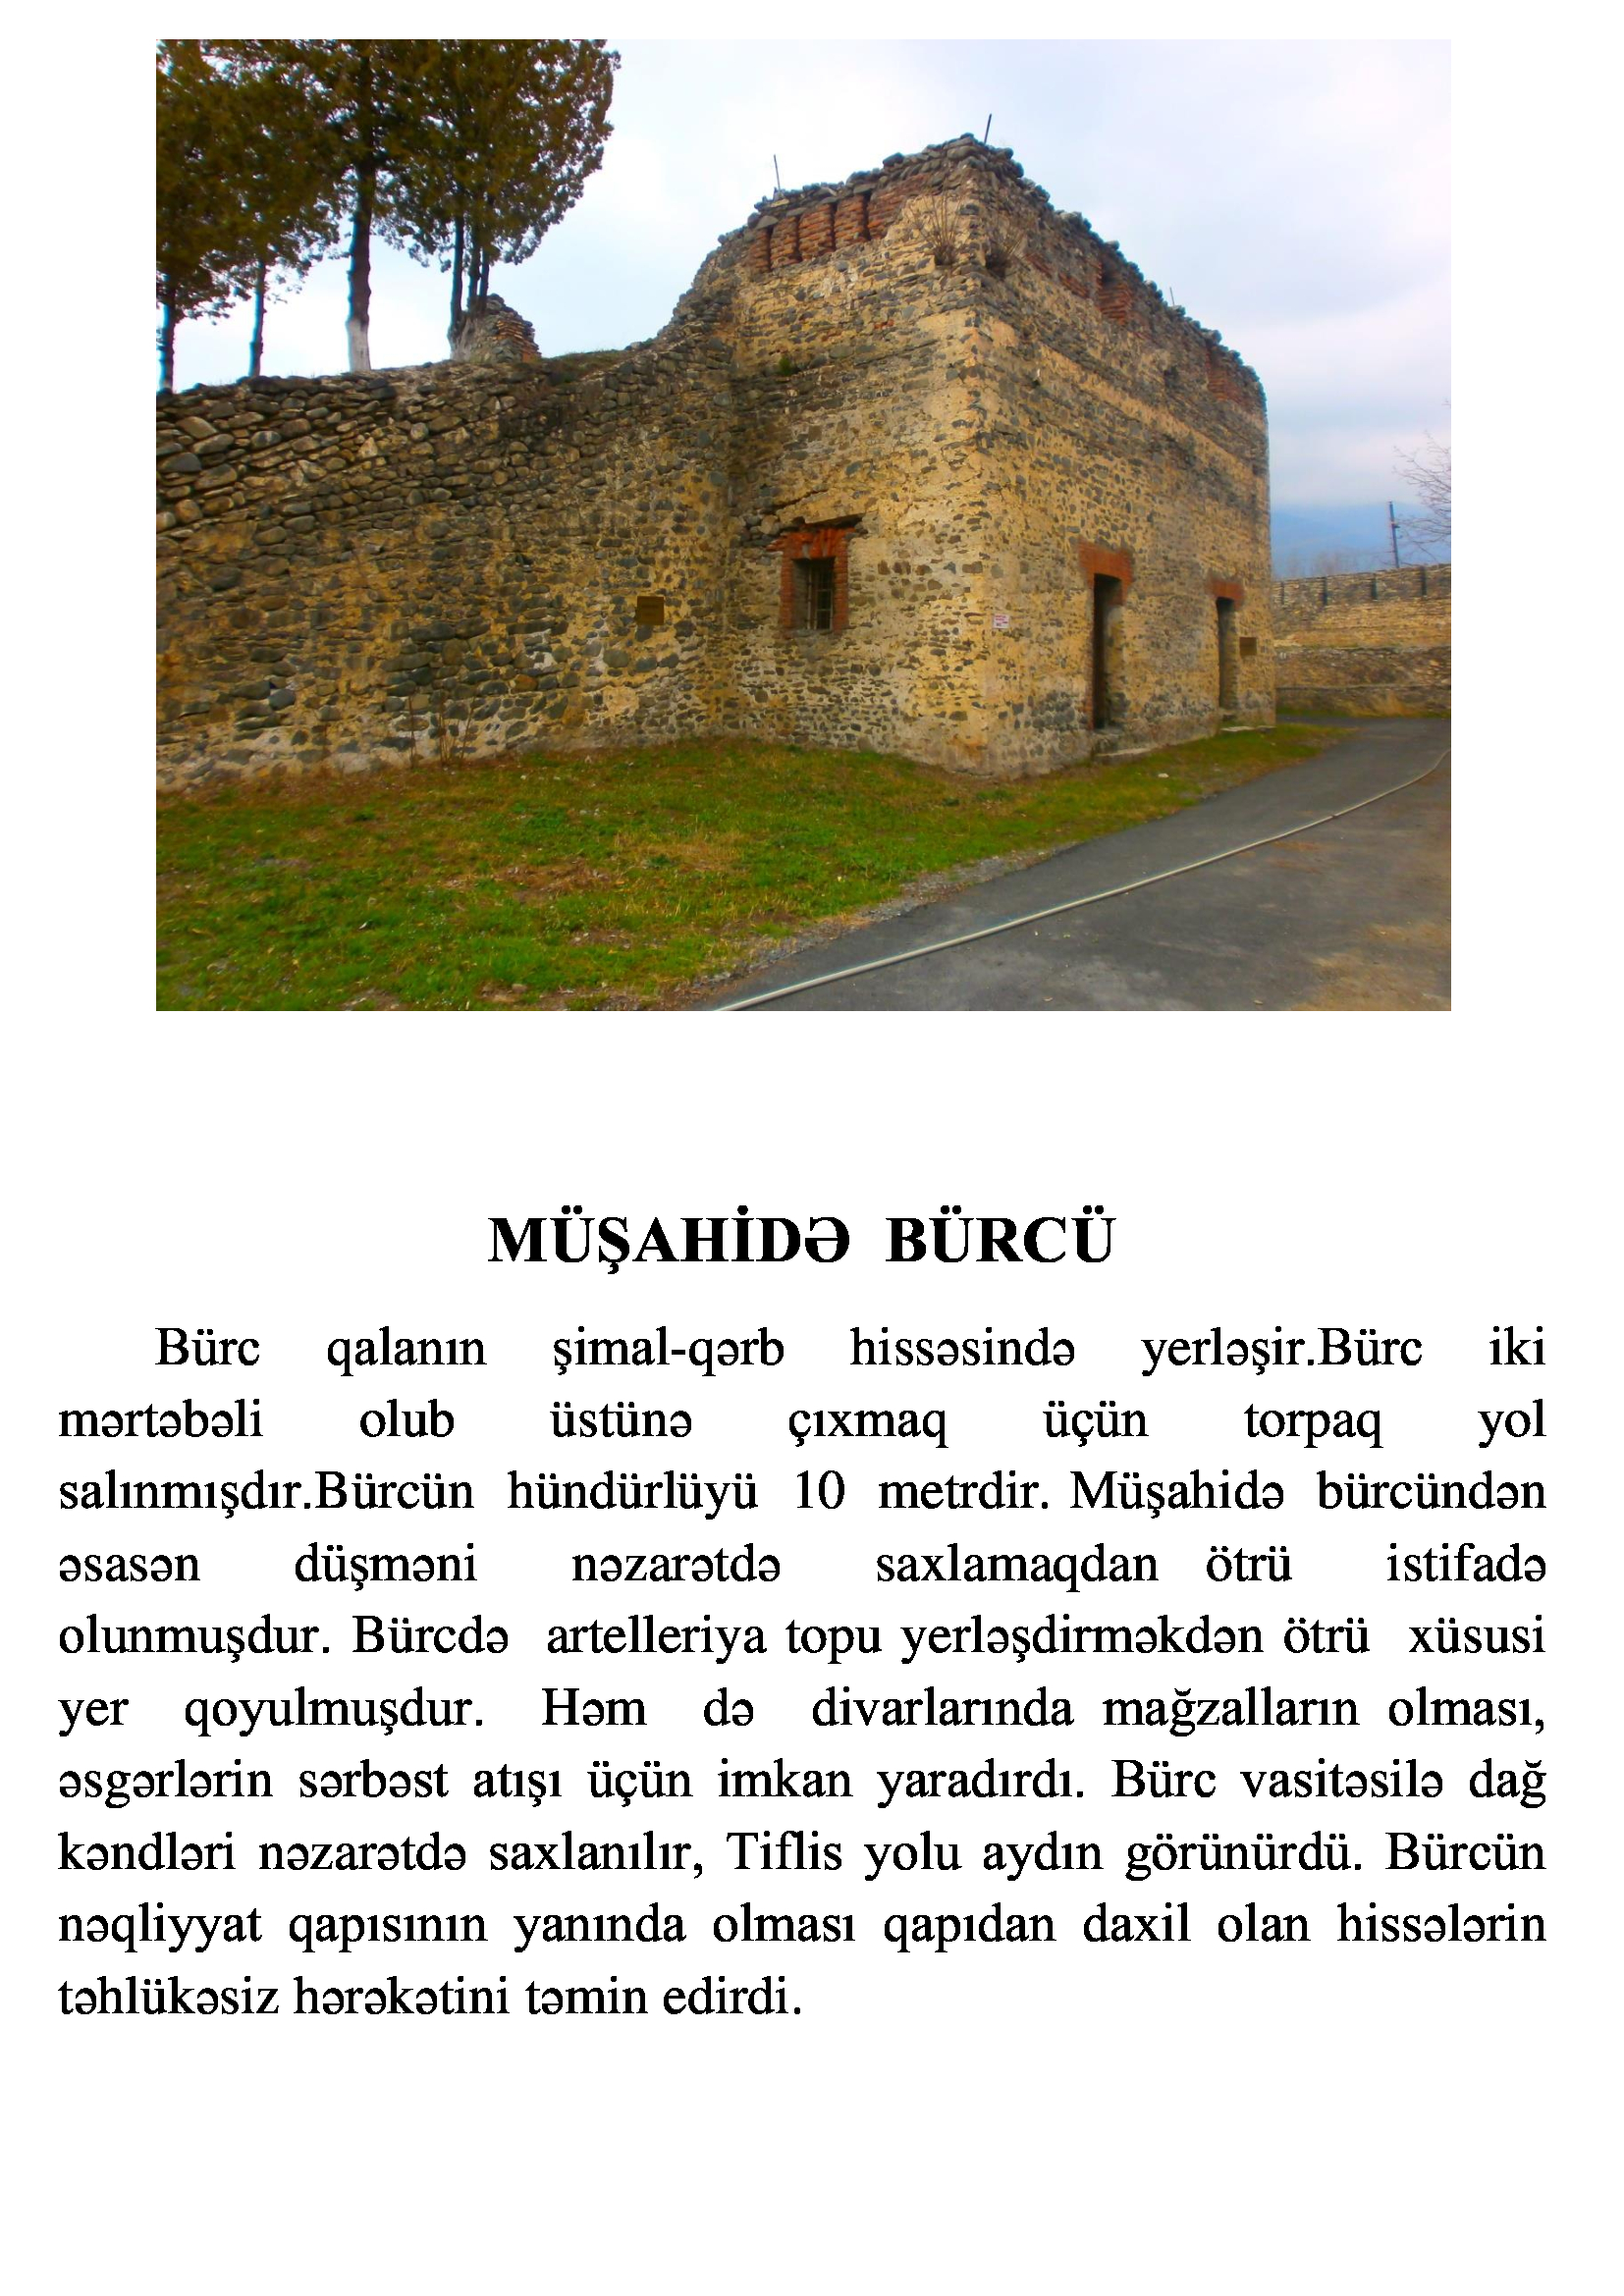 MÜŞAHİDƏ BÜRCÜ
Bürc qalanın şimal-qərb hissəsində yerləşir.Bürc iki
mərtəbəli olub üstünə çıxmaq üçün torpaq yol
salınmışdır.Bürcün hündürlüyü 10 metrdir. Müşahidə bürcündən
əsasən düşməni nəzarətdə saxlamaqdan ötrü istifadə
olunmuşdur. Bürcdə artelleriya topu yerləşdirməkdən ötrü xüsusi
yer qoyulmuşdur. Həm də divarlarında mağzalların olması,
əsgərlərin sərbəst atışı üçün imkan yaradırdı. Bürc vasitəsilə dağ
kəndləri nəzarətdə saxlanılır, Tiflis yolu aydın görünürdü. Bürcün
nəqliyyat qapısının yanında olması qapıdan daxil olan hissələrin
təhlükəsiz hərəkətini təmin edirdi.